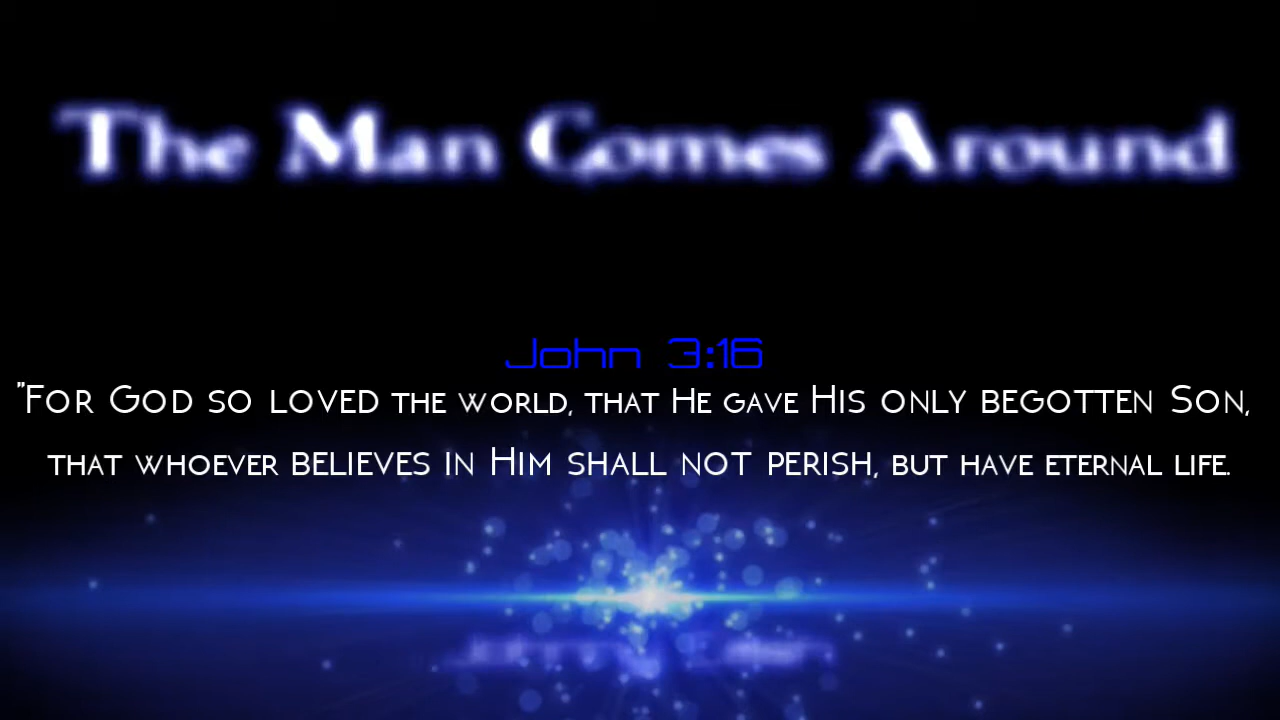 The Man Comes Around
John 3:16
"For God so loved the world, that He gave His only begotten Son,
that whoever believes in Him shall not perish, but have eternal life.